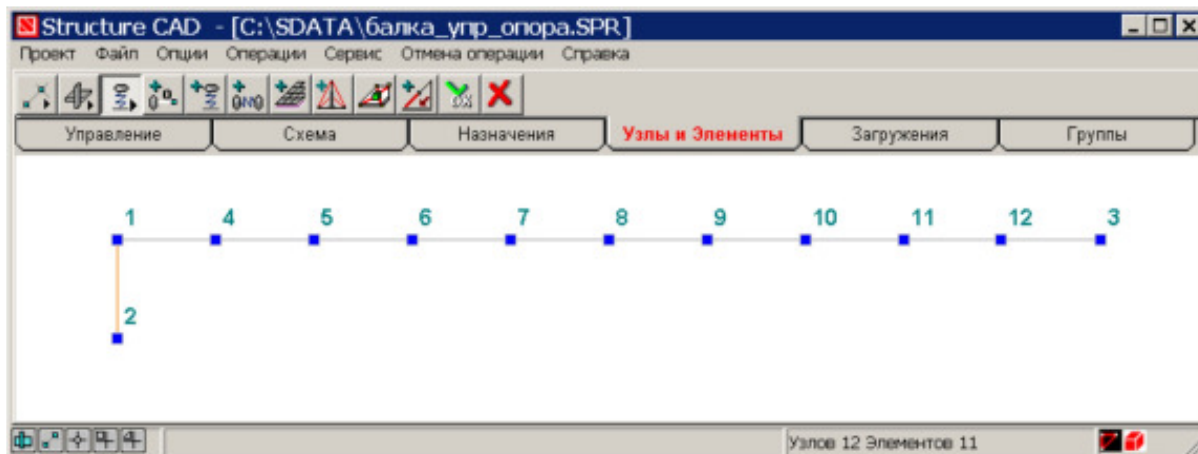 Structure CAD - [C:\SDATA\балка_упр_опора.SPR]
Проект Файл Опции Операции Сервис Отмена операции Справка
Управление Схема Назначения Узлы и Элементы Загружения Группы
1 4 5 6 7 8 9 10 11 12 3
2
Узлов 12 Элементов 11